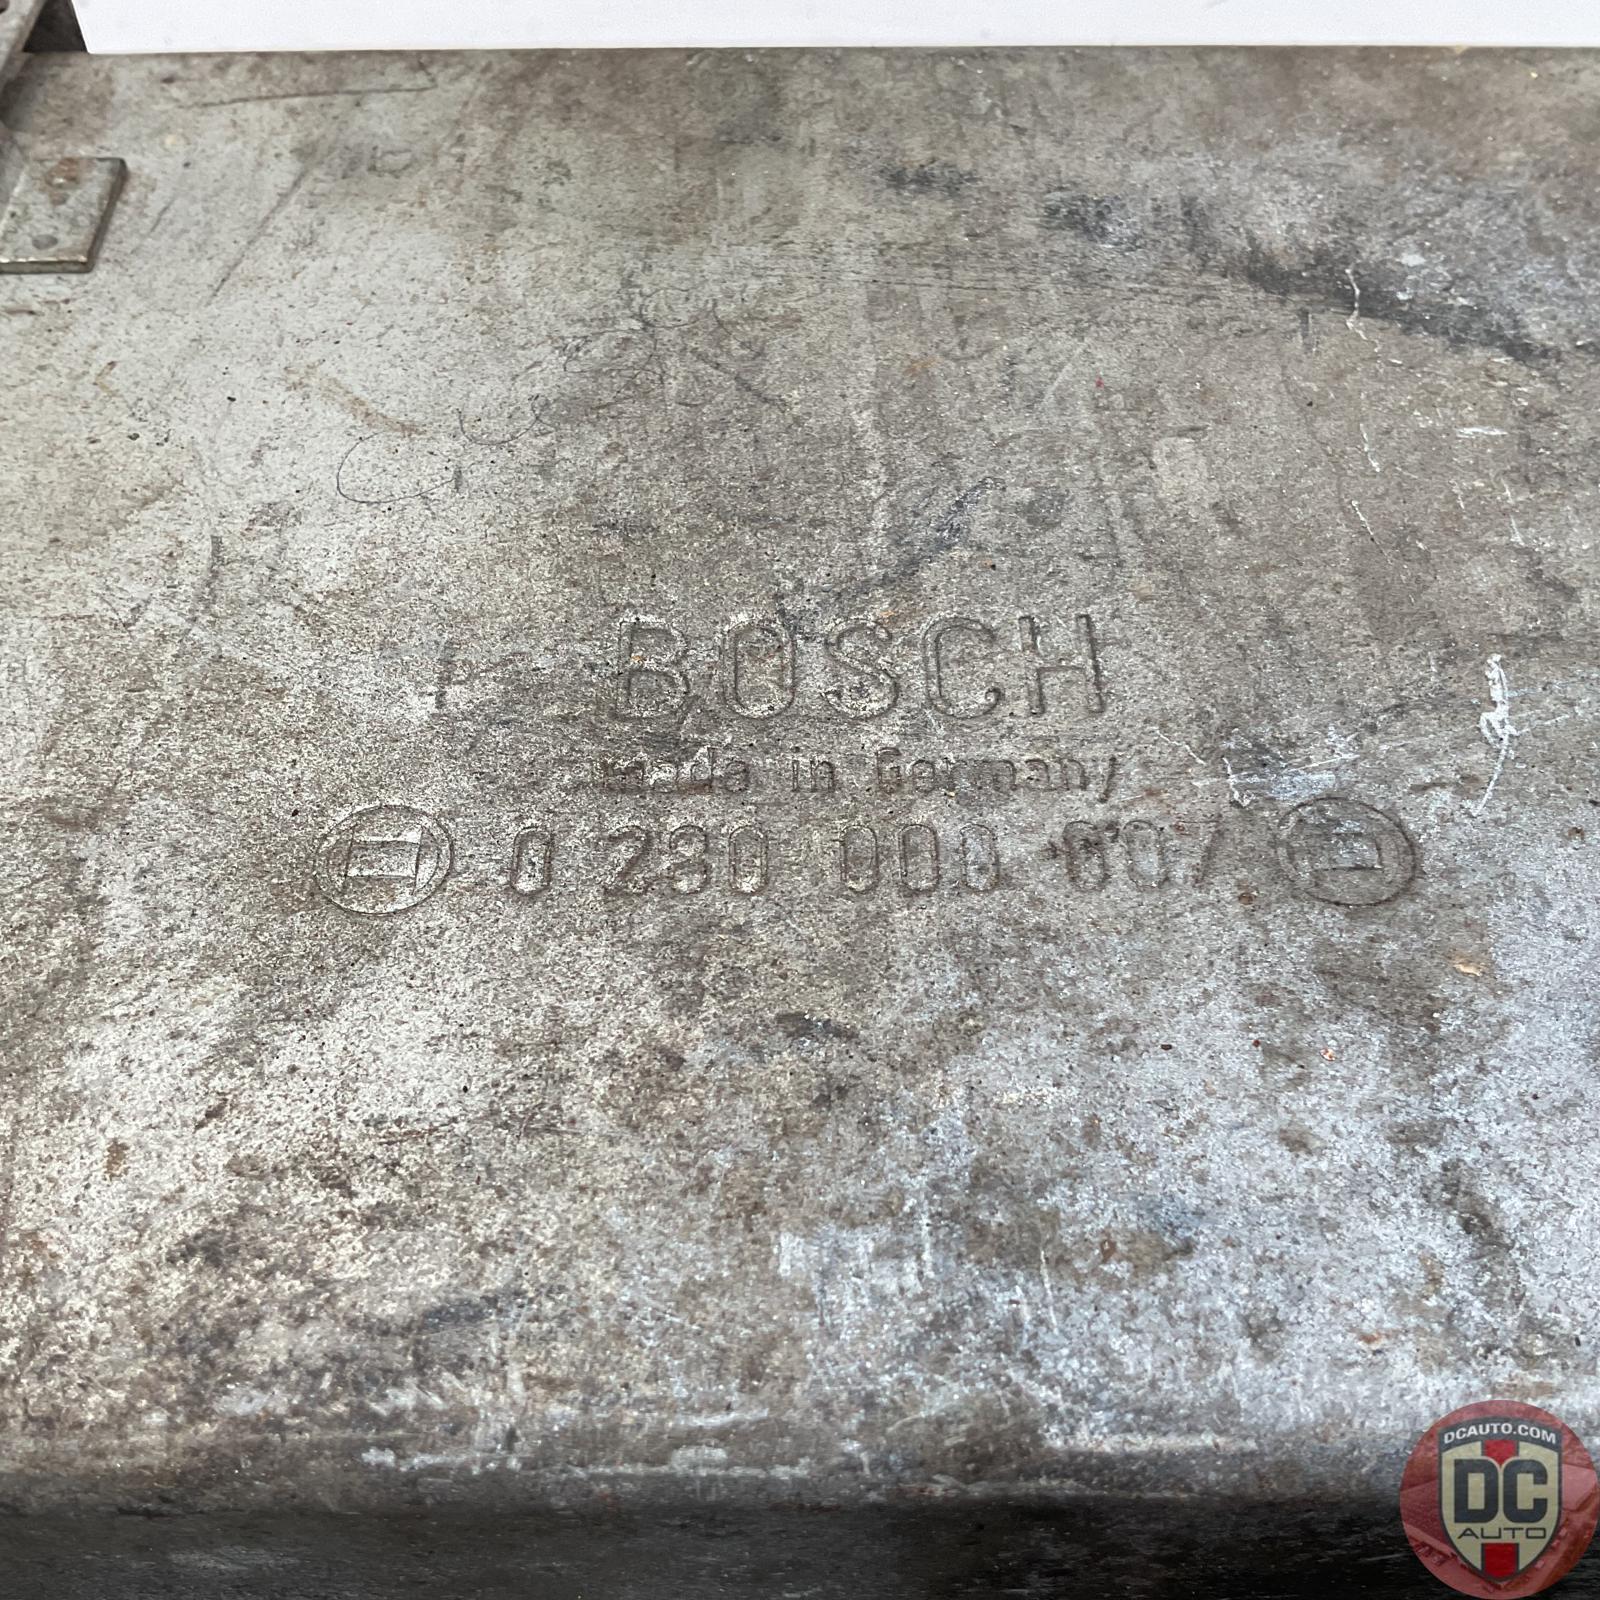 BOSCH
made in Germany
0 280 000 007
DCAUTO.COM
DC
AUTO